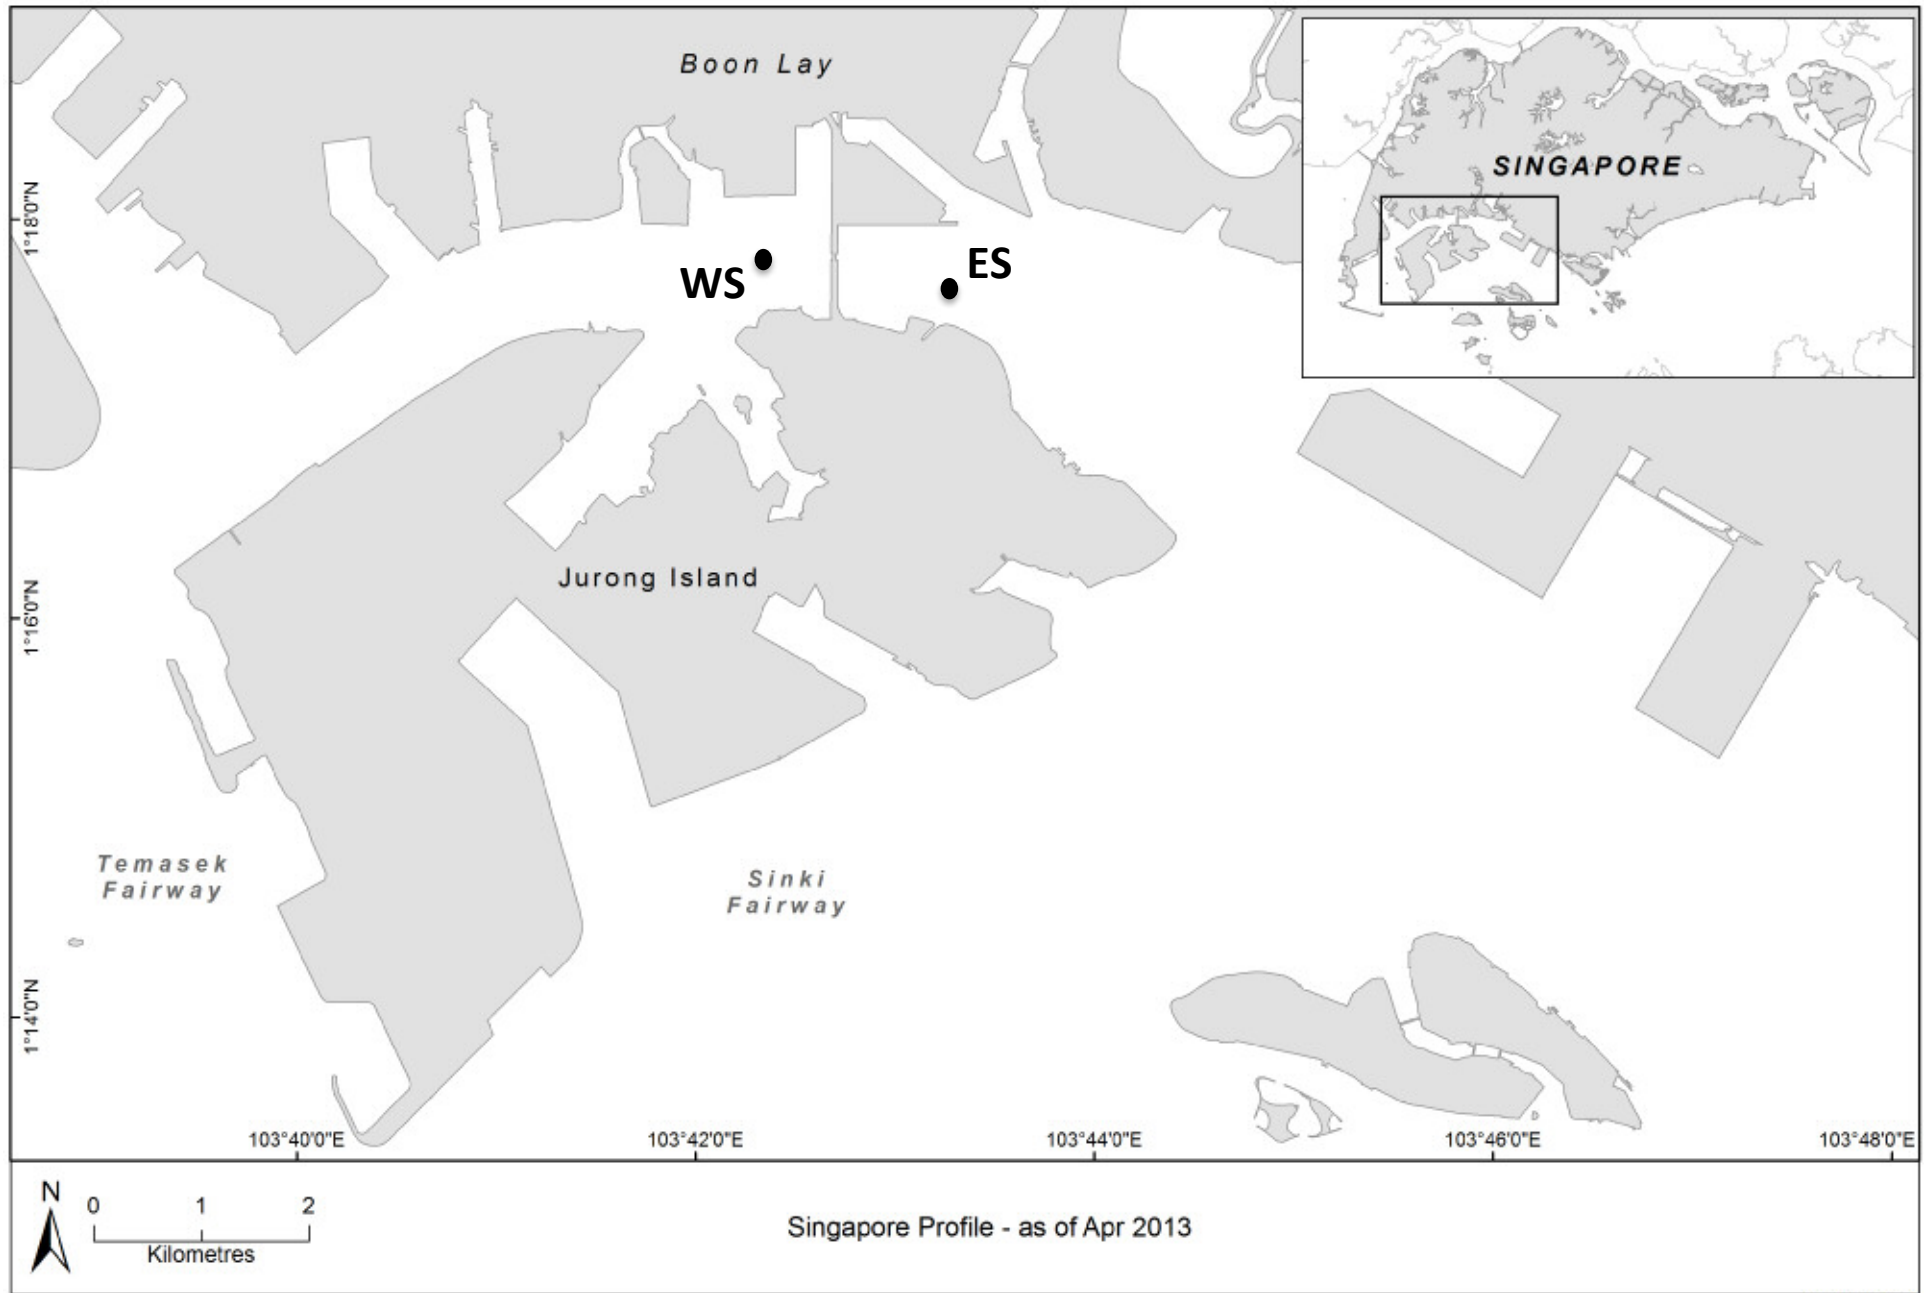 Boon Lay
SINGAPORE
1°18'0"N
WS
ES
Jurong Island
1°16'0"N
Temasek
Fairway
Sinki
Fairway
1°14'0"N
103°40'0"E
103°42'0"E
103°44'0"E
103°46'0"E
103°48'0"E
N
0 1 2
Kilometres
Singapore Profile - as of Apr 2013